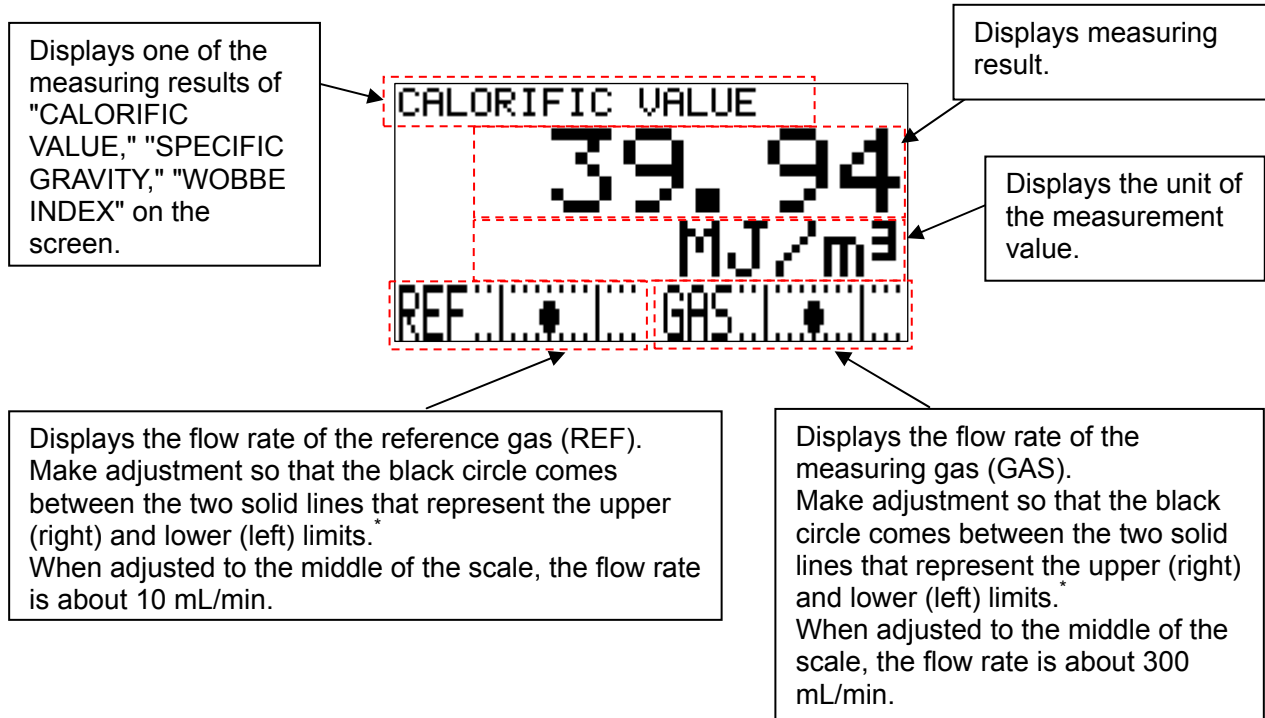 Displays one of the
measuring results of
"CALORIFIC
VALUE," "SPECIFIC
GRAVITY," "WOBBE
INDEX" on the
screen.
Displays measuring
result.
Displays the unit of
the measurement
value.
CALORIFIC VALUE
39.94
MJ/m³
REF GAS
Displays the flow rate of the reference gas (REF).
Make adjustment so that the black circle comes
between the two solid lines that represent the upper
(right) and lower (left) limits.*
When adjusted to the middle of the scale, the flow rate
is about 10 mL/min.
Displays the flow rate of the
measuring gas (GAS).
Make adjustment so that the black
circle comes between the two solid
lines that represent the upper (right)
and lower (left) limits.*
When adjusted to the middle of the
scale, the flow rate is about 300
mL/min.